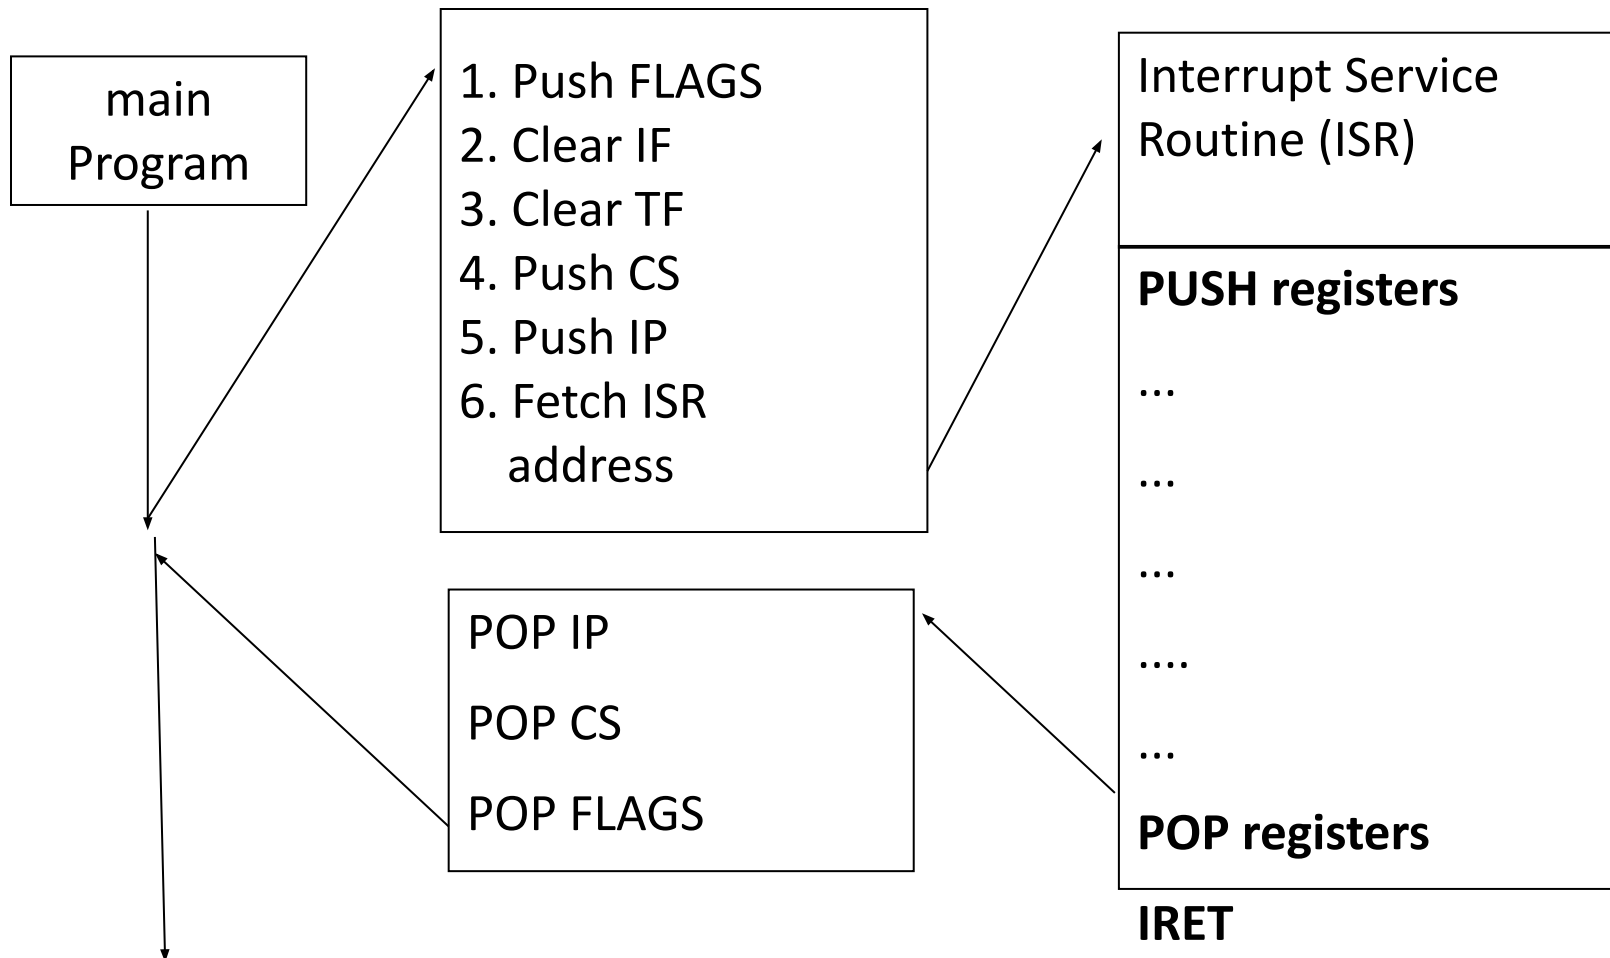 main
Program
1. Push FLAGS
2. Clear IF
3. Clear TF
4. Push CS
5. Push IP
6. Fetch ISR
address
Interrupt Service
Routine (ISR)
PUSH registers
...
...
...
....
...
POP registers
IRET
POP IP
POP CS
POP FLAGS